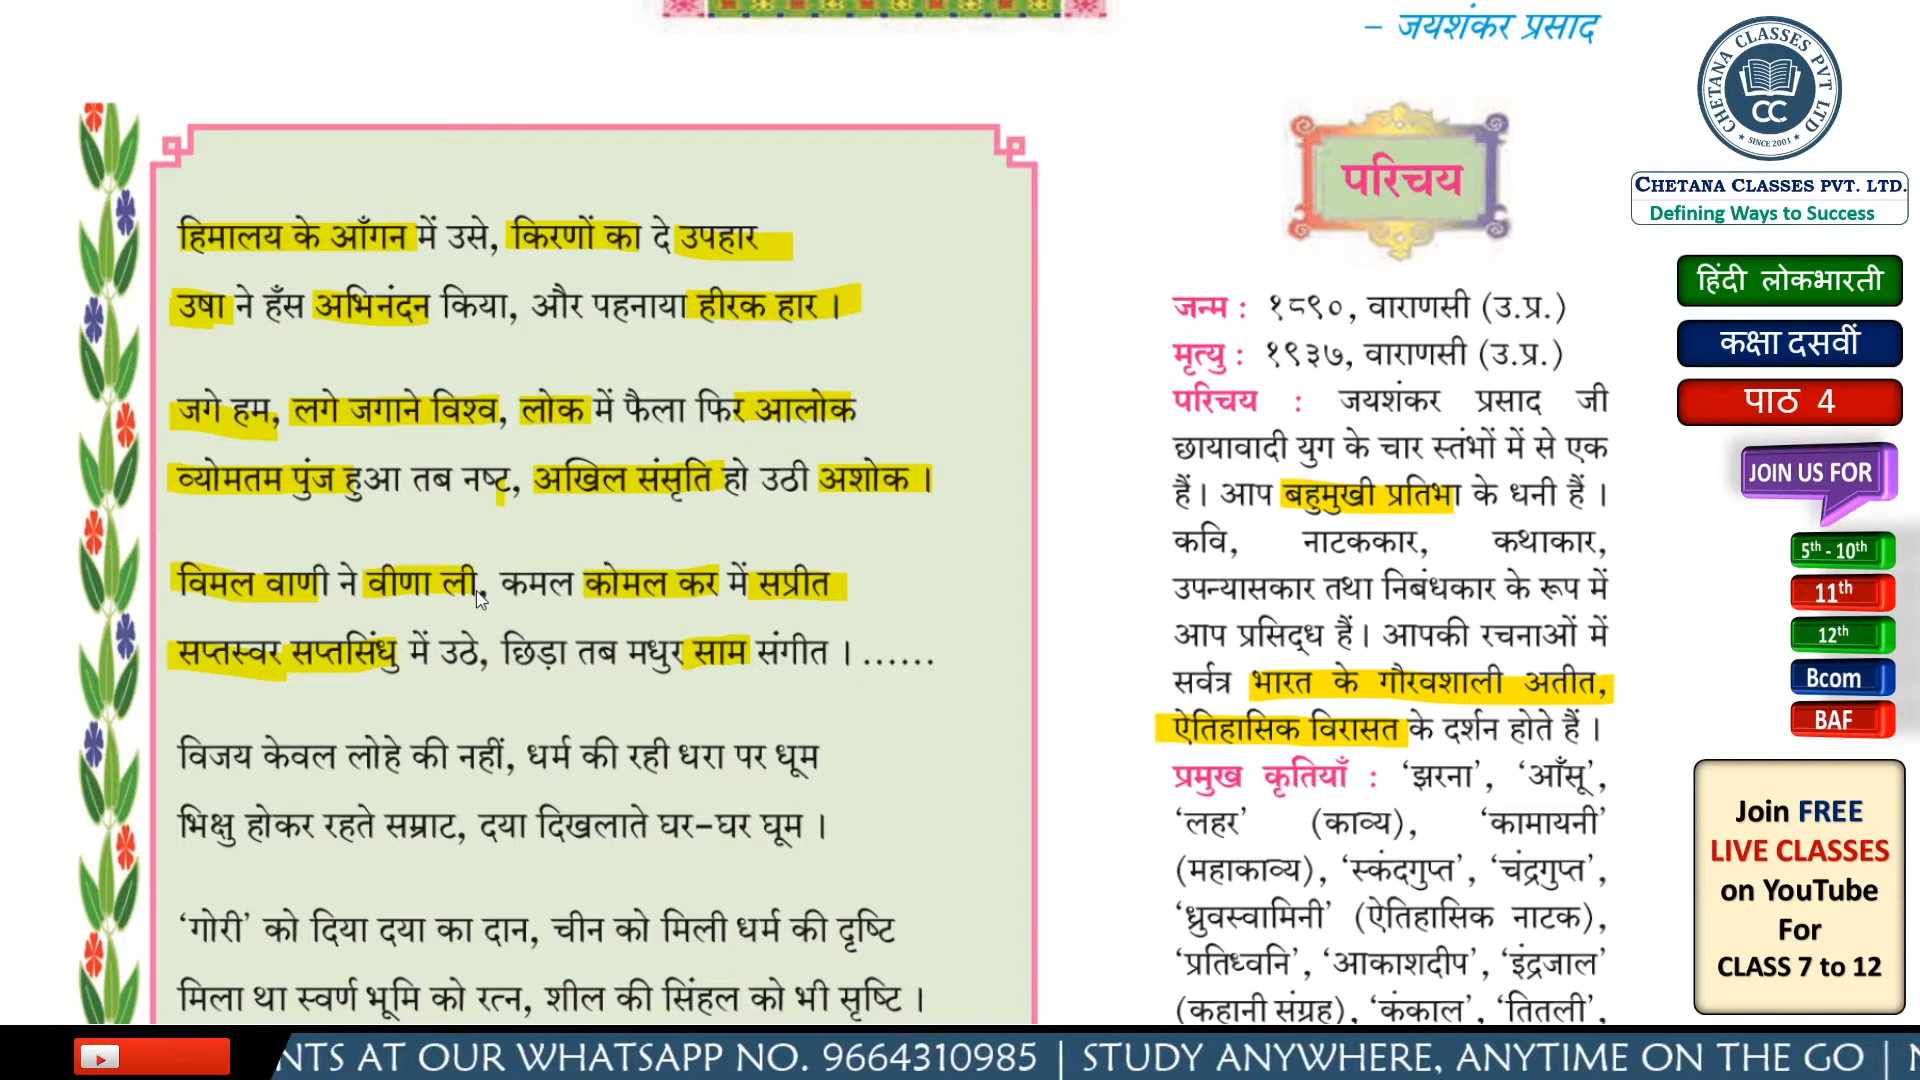 – जयशंकर प्रसाद
हिमालय के आँगन में उसे, किरणों का दे उपहार
उषा ने हँस अभिनंदन किया, और पहनाया हीरक हार ।
जगे हम, लगे जगाने विश्व, लोक में फैला फिर आलोक
व्योमतम पुंज हुआ तब नष्ट, अखिल संसृति हो उठी अशोक ।
विमल वाणी ने वीणा ली, कमल कोमल कर में सप्रीत
सप्तस्वर सप्तसिंधु में उठे, छिड़ा तब मधुर साम संगीत । ......
विजय केवल लोहे की नहीं, धर्म की रही धरा पर धूम
भिक्षु होकर रहते सम्राट, दया दिखलाते घर-घर घूम ।
‘गोरी’ को दिया दया का दान, चीन को मिली धर्म की दृष्टि
मिला था स्वर्ण भूमि को रत्न, शील की सिंहल को भी सृष्टि ।
परिचय
जन्म : १८९०, वाराणसी (उ.प्र.)
मृत्यु : १९३७, वाराणसी (उ.प्र.)
परिचय : जयशंकर प्रसाद जी
छायावादी युग के चार स्तंभों में से एक
हैं। आप बहुमुखी प्रतिभा के धनी हैं ।
कवि, नाटककार, कथाकार,
उपन्यासकार तथा निबंधकार के रूप में
आप प्रसिद्ध हैं। आपकी रचनाओं में
सर्वत्र भारत के गौरवशाली अतीत,
ऐतिहासिक विरासत के दर्शन होते हैं ।
प्रमुख कृतियाँ : ‘झरना’, ‘आँसू’,
‘लहर’ (काव्य), ‘कामायनी’
(महाकाव्य), ‘स्कंदगुप्त’, ‘चंद्रगुप्त’,
‘ध्रुवस्वामिनी’ (ऐतिहासिक नाटक),
‘प्रतिध्वनि’, ‘आकाशदीप’, ‘इंद्रजाल’
(कहानी संग्रह), ‘कंकाल’, ‘तितली’,
CHETANA CLASSES PVT LTD
CC
SINCE 2001
CHETANA CLASSES PVT. LTD.
Defining Ways to Success
हिंदी लोकभारती
कक्षा दसवीं
पाठ 4
JOIN US FOR
5th - 10th
11th
12th
Bcom
BAF
Join FREE
LIVE CLASSES
on YouTube
For
CLASS 7 to 12
NTS AT OUR WHATSAPP NO. 9664310985 | STUDY ANYWHERE, ANYTIME ON THE GO |